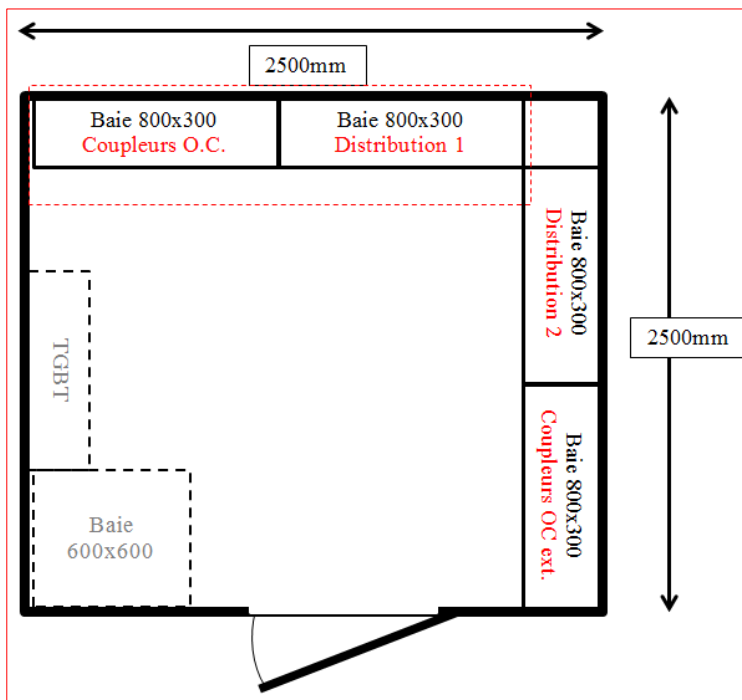 2500mm
Baie 800x300
Coupleurs O.C.
Baie 800x300
Distribution 1
Baie 800x300
Distribution 2
2500mm
TGBT
Baie 800x300
Coupleurs OC ext.
Baie
600x600